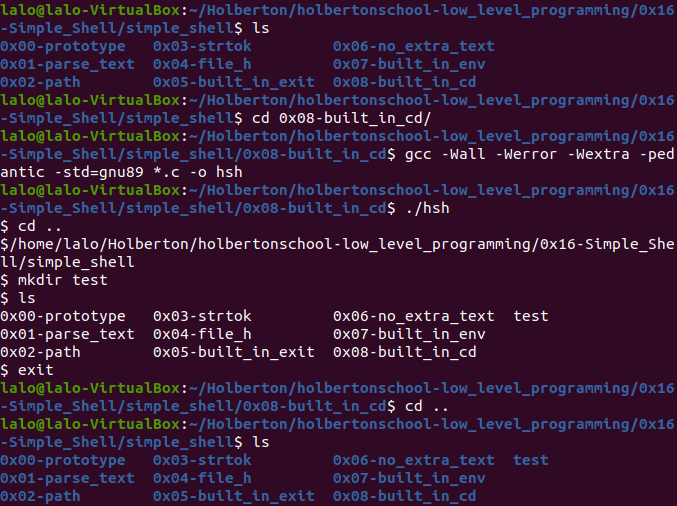 lalo@lalo-VirtualBox:~/Holberton/holbertonschool-low_level_programming/0x16
-Simple_Shell/simple_shell$ ls
0x00-prototype   0x03-strtok         0x06-no_extra_text
0x01-parse_text  0x04-file_h         0x07-built_in_env
0x02-path        0x05-built_in_exit  0x08-built_in_cd
lalo@lalo-VirtualBox:~/Holberton/holbertonschool-low_level_programming/0x16
-Simple_Shell/simple_shell$ cd 0x08-built_in_cd/
lalo@lalo-VirtualBox:~/Holberton/holbertonschool-low_level_programming/0x16
-Simple_Shell/simple_shell/0x08-built_in_cd$ gcc -Wall -Werror -Wextra -ped
antic -std=gnu89 *.c -o hsh
lalo@lalo-VirtualBox:~/Holberton/holbertonschool-low_level_programming/0x16
-Simple_Shell/simple_shell/0x08-built_in_cd$ ./hsh
$ cd ..
$/home/lalo/Holberton/holbertonschool-low_level_programming/0x16-Simple_She
ll/simple_shell
$ mkdir test
$ ls
0x00-prototype   0x03-strtok         0x06-no_extra_text  test
0x01-parse_text  0x04-file_h         0x07-built_in_env
0x02-path        0x05-built_in_exit  0x08-built_in_cd
$ exit
lalo@lalo-VirtualBox:~/Holberton/holbertonschool-low_level_programming/0x16
-Simple_Shell/simple_shell/0x08-built_in_cd$ cd ..
lalo@lalo-VirtualBox:~/Holberton/holbertonschool-low_level_programming/0x16
-Simple_Shell/simple_shell$ ls
0x00-prototype   0x03-strtok         0x06-no_extra_text  test
0x01-parse_text  0x04-file_h         0x07-built_in_env
0x02-path        0x05-built_in_exit  0x08-built_in_cd